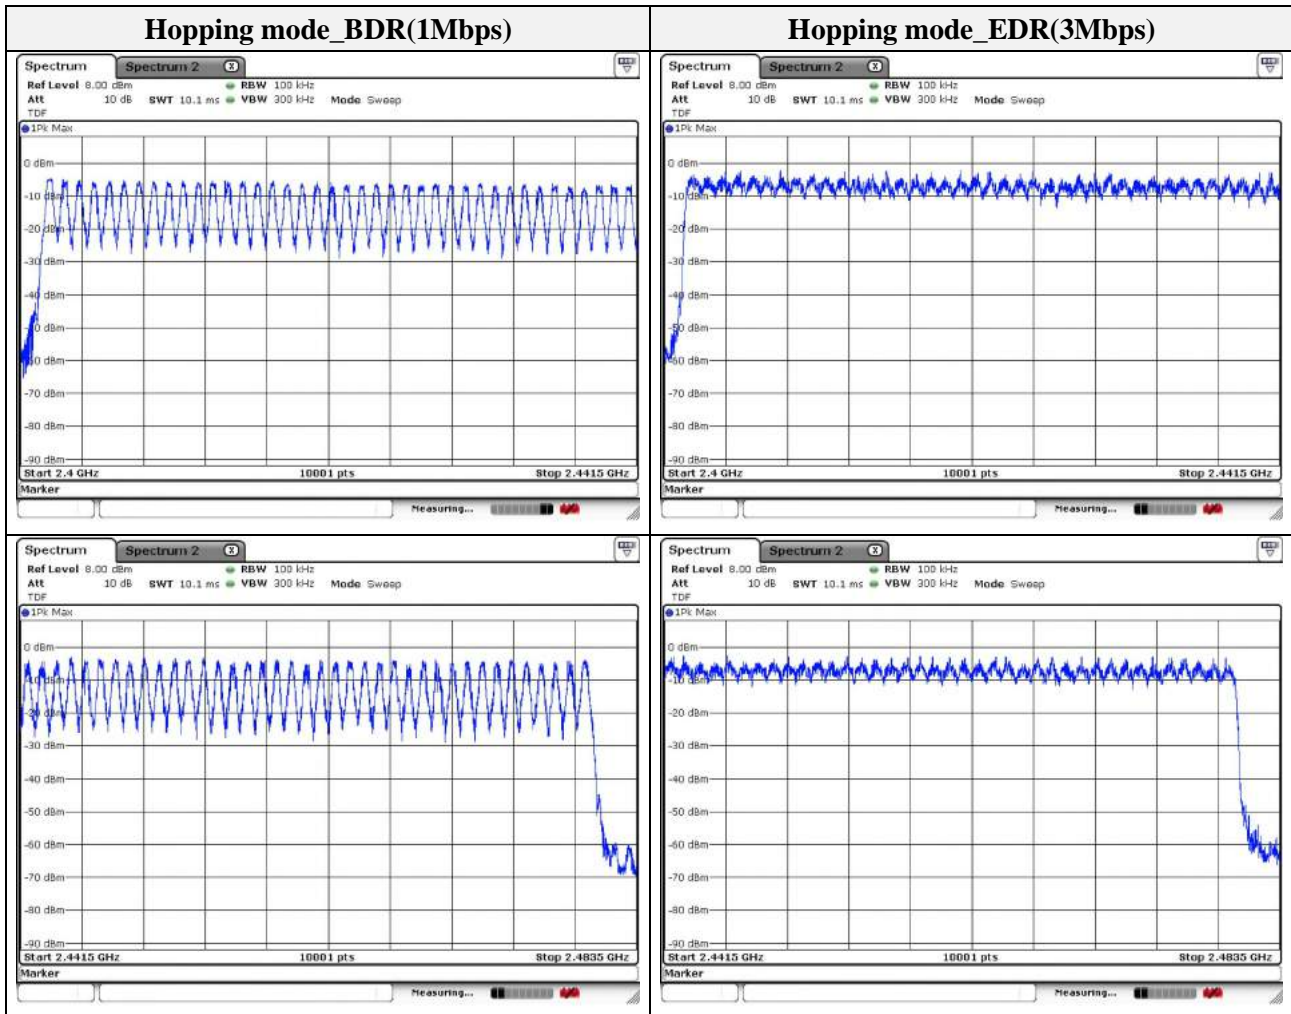 Hopping mode_BDR(1Mbps)
Hopping mode_EDR(3Mbps)
Spectrum Spectrum 2 X
Ref Level 8.00 dBm RBW 100 kHz
Att 10 dB SWT 10.1 ms VBW 300 kHz Mode Sweep
TDF
1Pk Max
0 dBm
-10 dBm
-20 dBm
-30 dBm
-40 dBm
-50 dBm
-60 dBm
-70 dBm
-80 dBm
-90 dBm
Start 2.4 GHz 10001 pts Stop 2.4415 GHz
Marker
Measuring...
Spectrum Spectrum 2 X
Ref Level 8.00 dBm RBW 100 kHz
Att 10 dB SWT 10.1 ms VBW 300 kHz Mode Sweep
TDF
1Pk Max
0 dBm
-10 dBm
-20 dBm
-30 dBm
-40 dBm
-50 dBm
-60 dBm
-70 dBm
-80 dBm
-90 dBm
Start 2.4 GHz 10001 pts Stop 2.4415 GHz
Marker
Measuring...
Spectrum Spectrum 2 X
Ref Level 8.00 dBm RBW 100 kHz
Att 10 dB SWT 10.1 ms VBW 300 kHz Mode Sweep
TDF
1Pk Max
0 dBm
-10 dBm
-20 dBm
-30 dBm
-40 dBm
-50 dBm
-60 dBm
-70 dBm
-80 dBm
-90 dBm
Start 2.4415 GHz 10001 pts Stop 2.4835 GHz
Marker
Measuring...
Spectrum Spectrum 2 X
Ref Level 8.00 dBm RBW 100 kHz
Att 10 dB SWT 10.1 ms VBW 300 kHz Mode Sweep
TDF
1Pk Max
0 dBm
-10 dBm
-20 dBm
-30 dBm
-40 dBm
-50 dBm
-60 dBm
-70 dBm
-80 dBm
-90 dBm
Start 2.4415 GHz 10001 pts Stop 2.4835 GHz
Marker
Measuring...